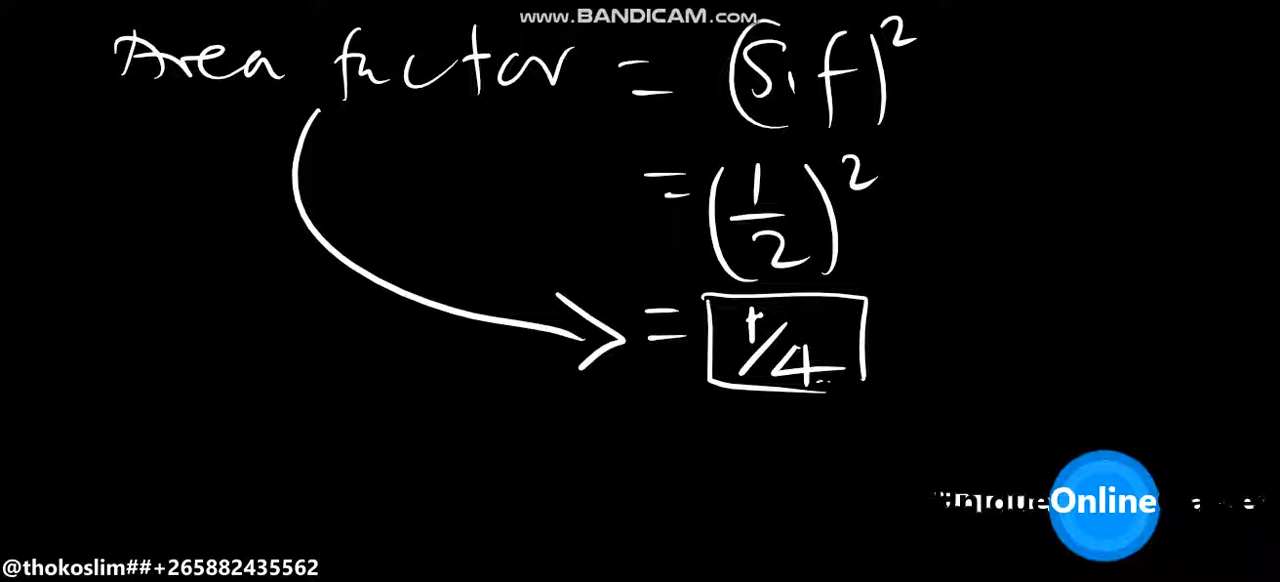 www.BANDICAM.com
Area factor = (S.f)²
= (1/2)²
= 1/4
Online
@thokoslim##+265882435562